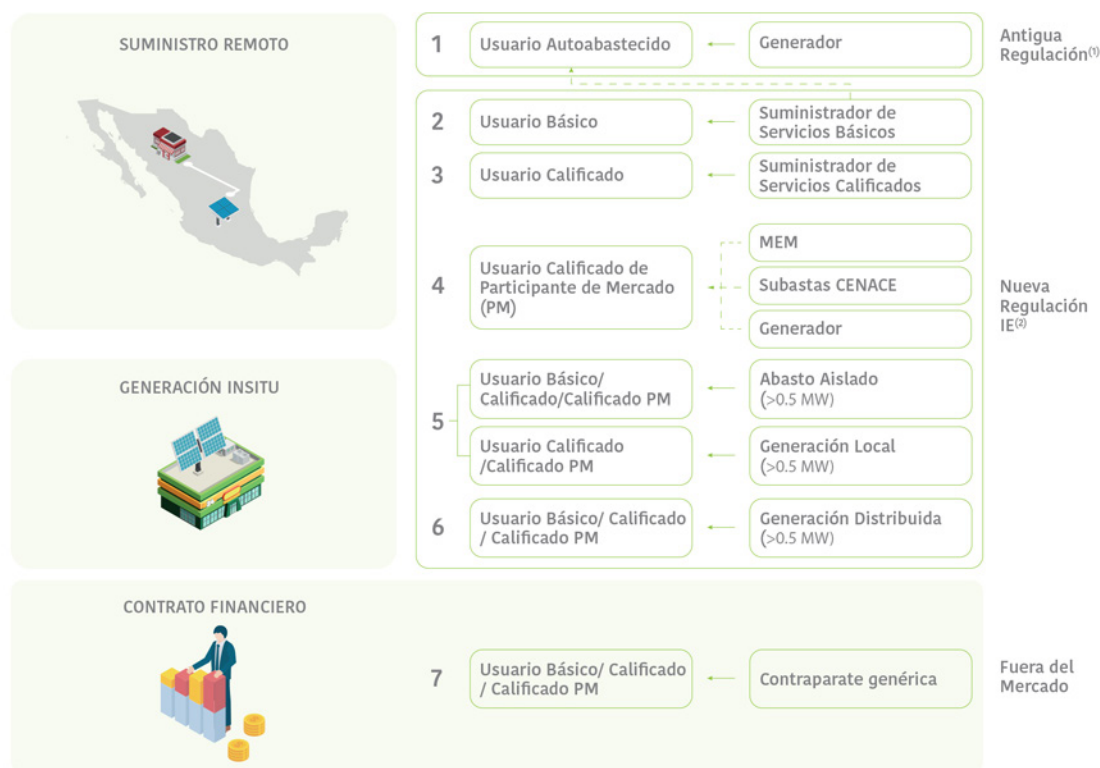 SUMINISTRO REMOTO
1
Usuario Autoabastecido
Generador
Antigua
Regulación(1)
2
Usuario Básico
Suministrador de
Servicios Básicos
3
Usuario Calificado
Suministrador de
Servicios Calificados
4
Usuario Calificado de
Participante de Mercado
(PM)
MEM
Subastas CENACE
Generador
Nueva
Regulación
IE(2)
GENERACIÓN INSITU
5
Usuario Básico/
Calificado/Calificado PM
Abasto Aislado
(>0.5 MW)
Usuario Calificado
/Calificado PM
Generación Local
(>0.5 MW)
6
Usuario Básico/ Calificado
/ Calificado PM
Generación Distribuida
(>0.5 MW)
CONTRATO FINANCIERO
7
Usuario Básico/ Calificado
/ Calificado PM
Contraparate genérica
Fuera del
Mercado